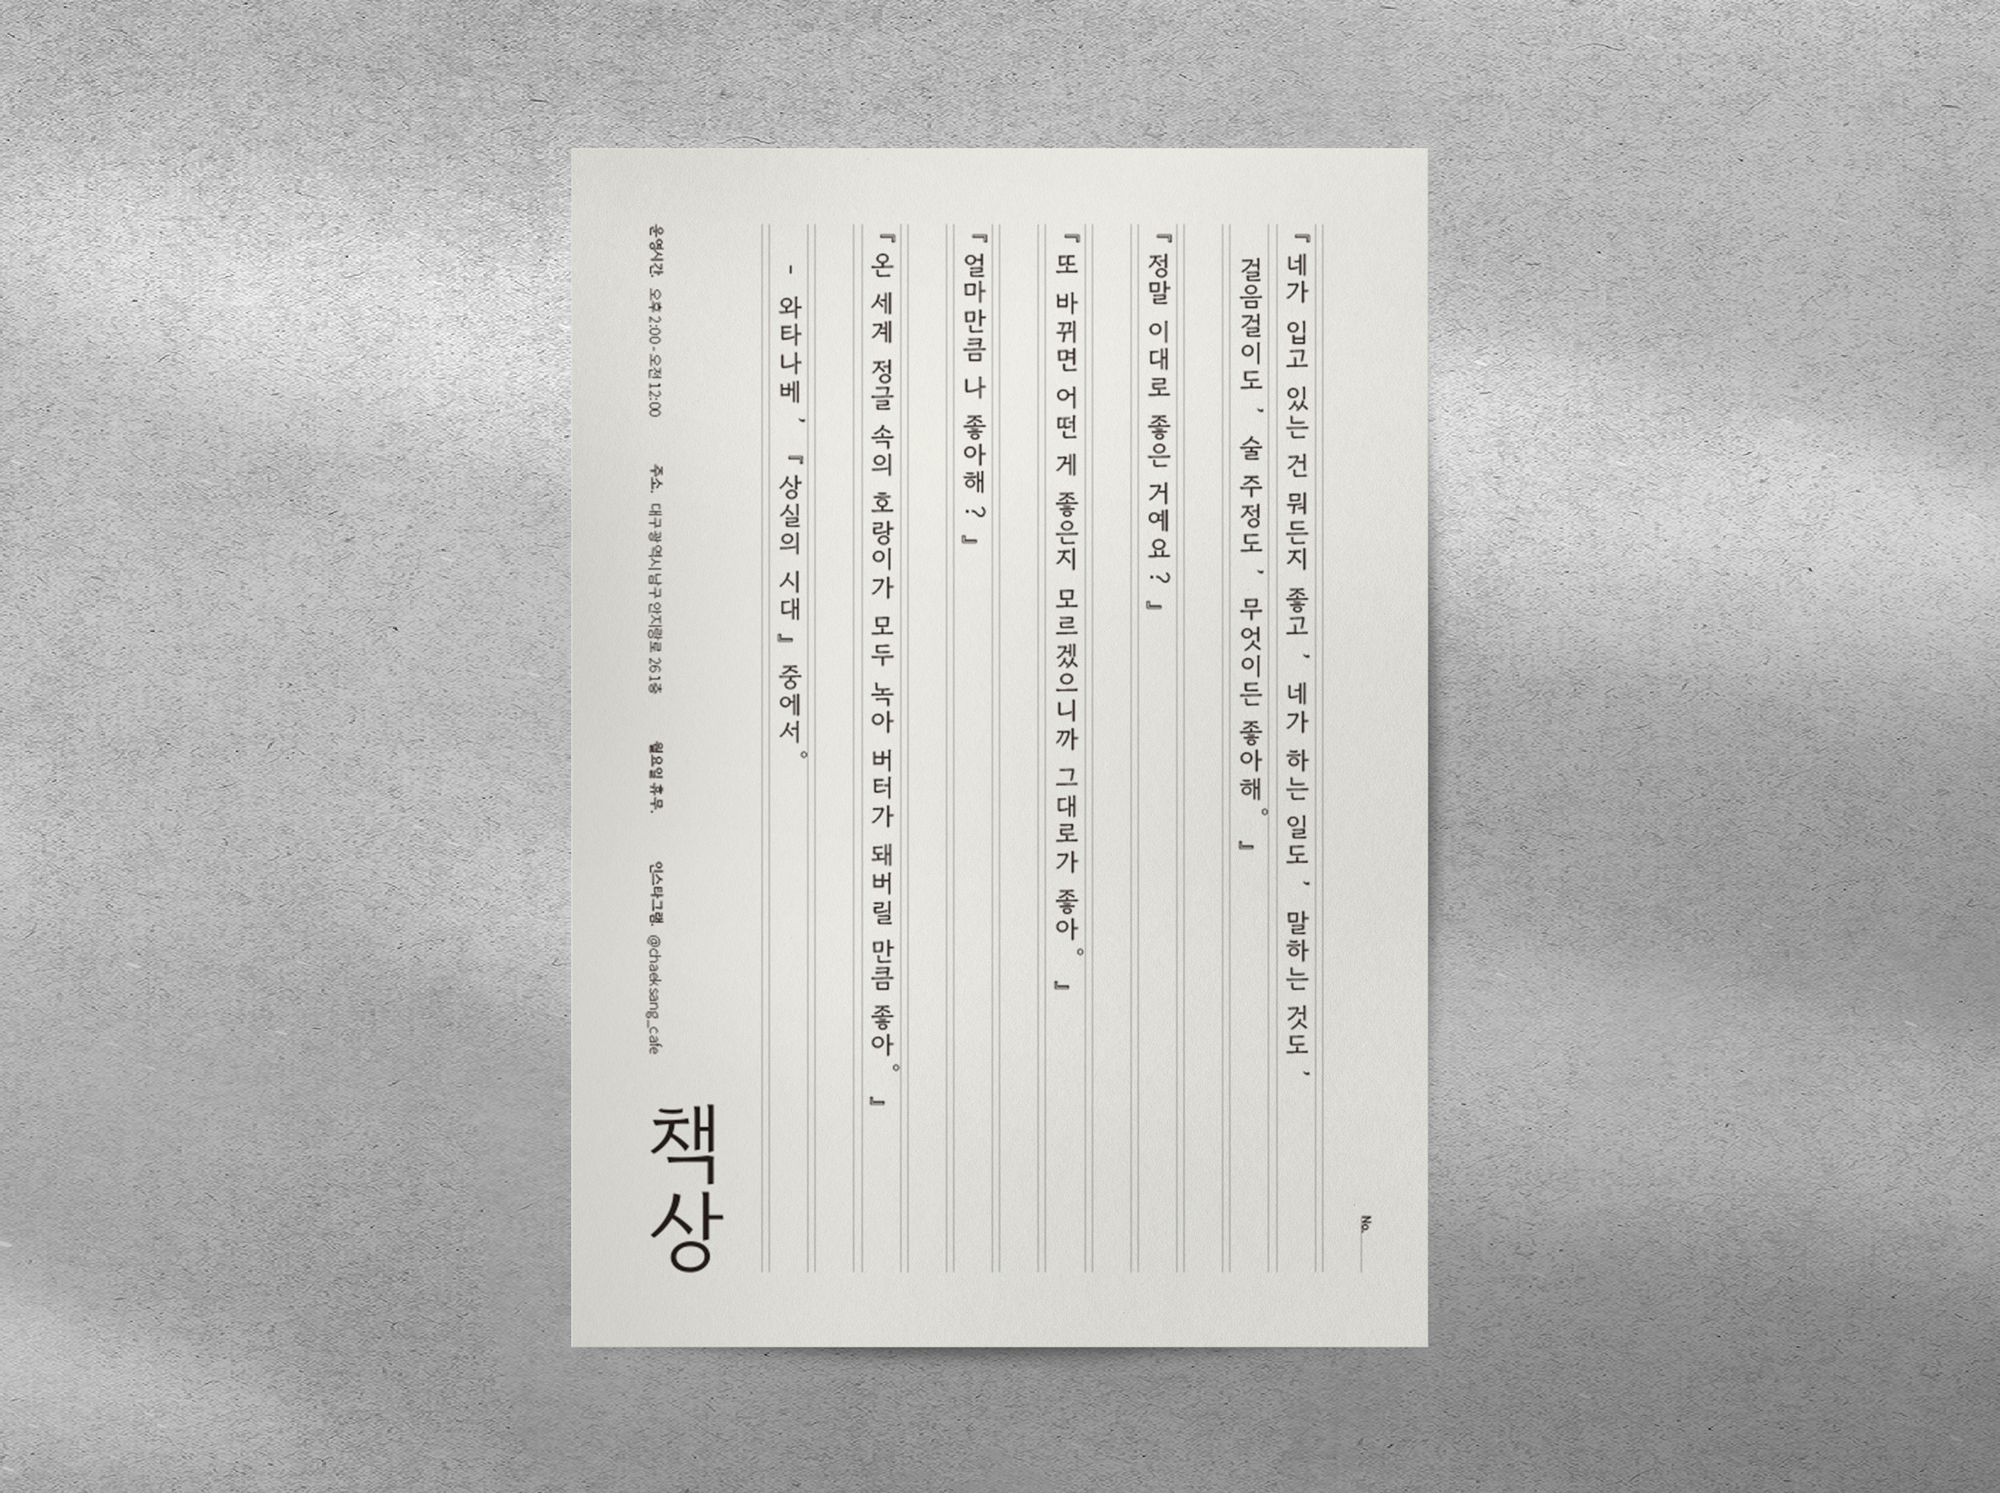 No.
『네가 입고 있는 건 뭐든지 좋고, 네가 하는 일도, 말하는 것도,
걸음걸이도, 술 주정도, 무엇이든 좋아해。』
『정말 이대로 좋은 거예요?』
『또 바뀌면 어떤 게 좋은지 모르겠으니까 그대로가 좋아。』
『얼마만큼 나 좋아해?』
『온 세계 정글 속의 호랑이가 모두 녹아 버터가 돼버릴 만큼 좋아。』
- 와타나베, 『상실의 시대』 중에서。
운영시간. 오후 2:00 - 오전 12:00 주소. 대구광역시 남구 안지랑로 26 1층 월요일 휴무. 인스타그램. @chaeksang_cafe
책상